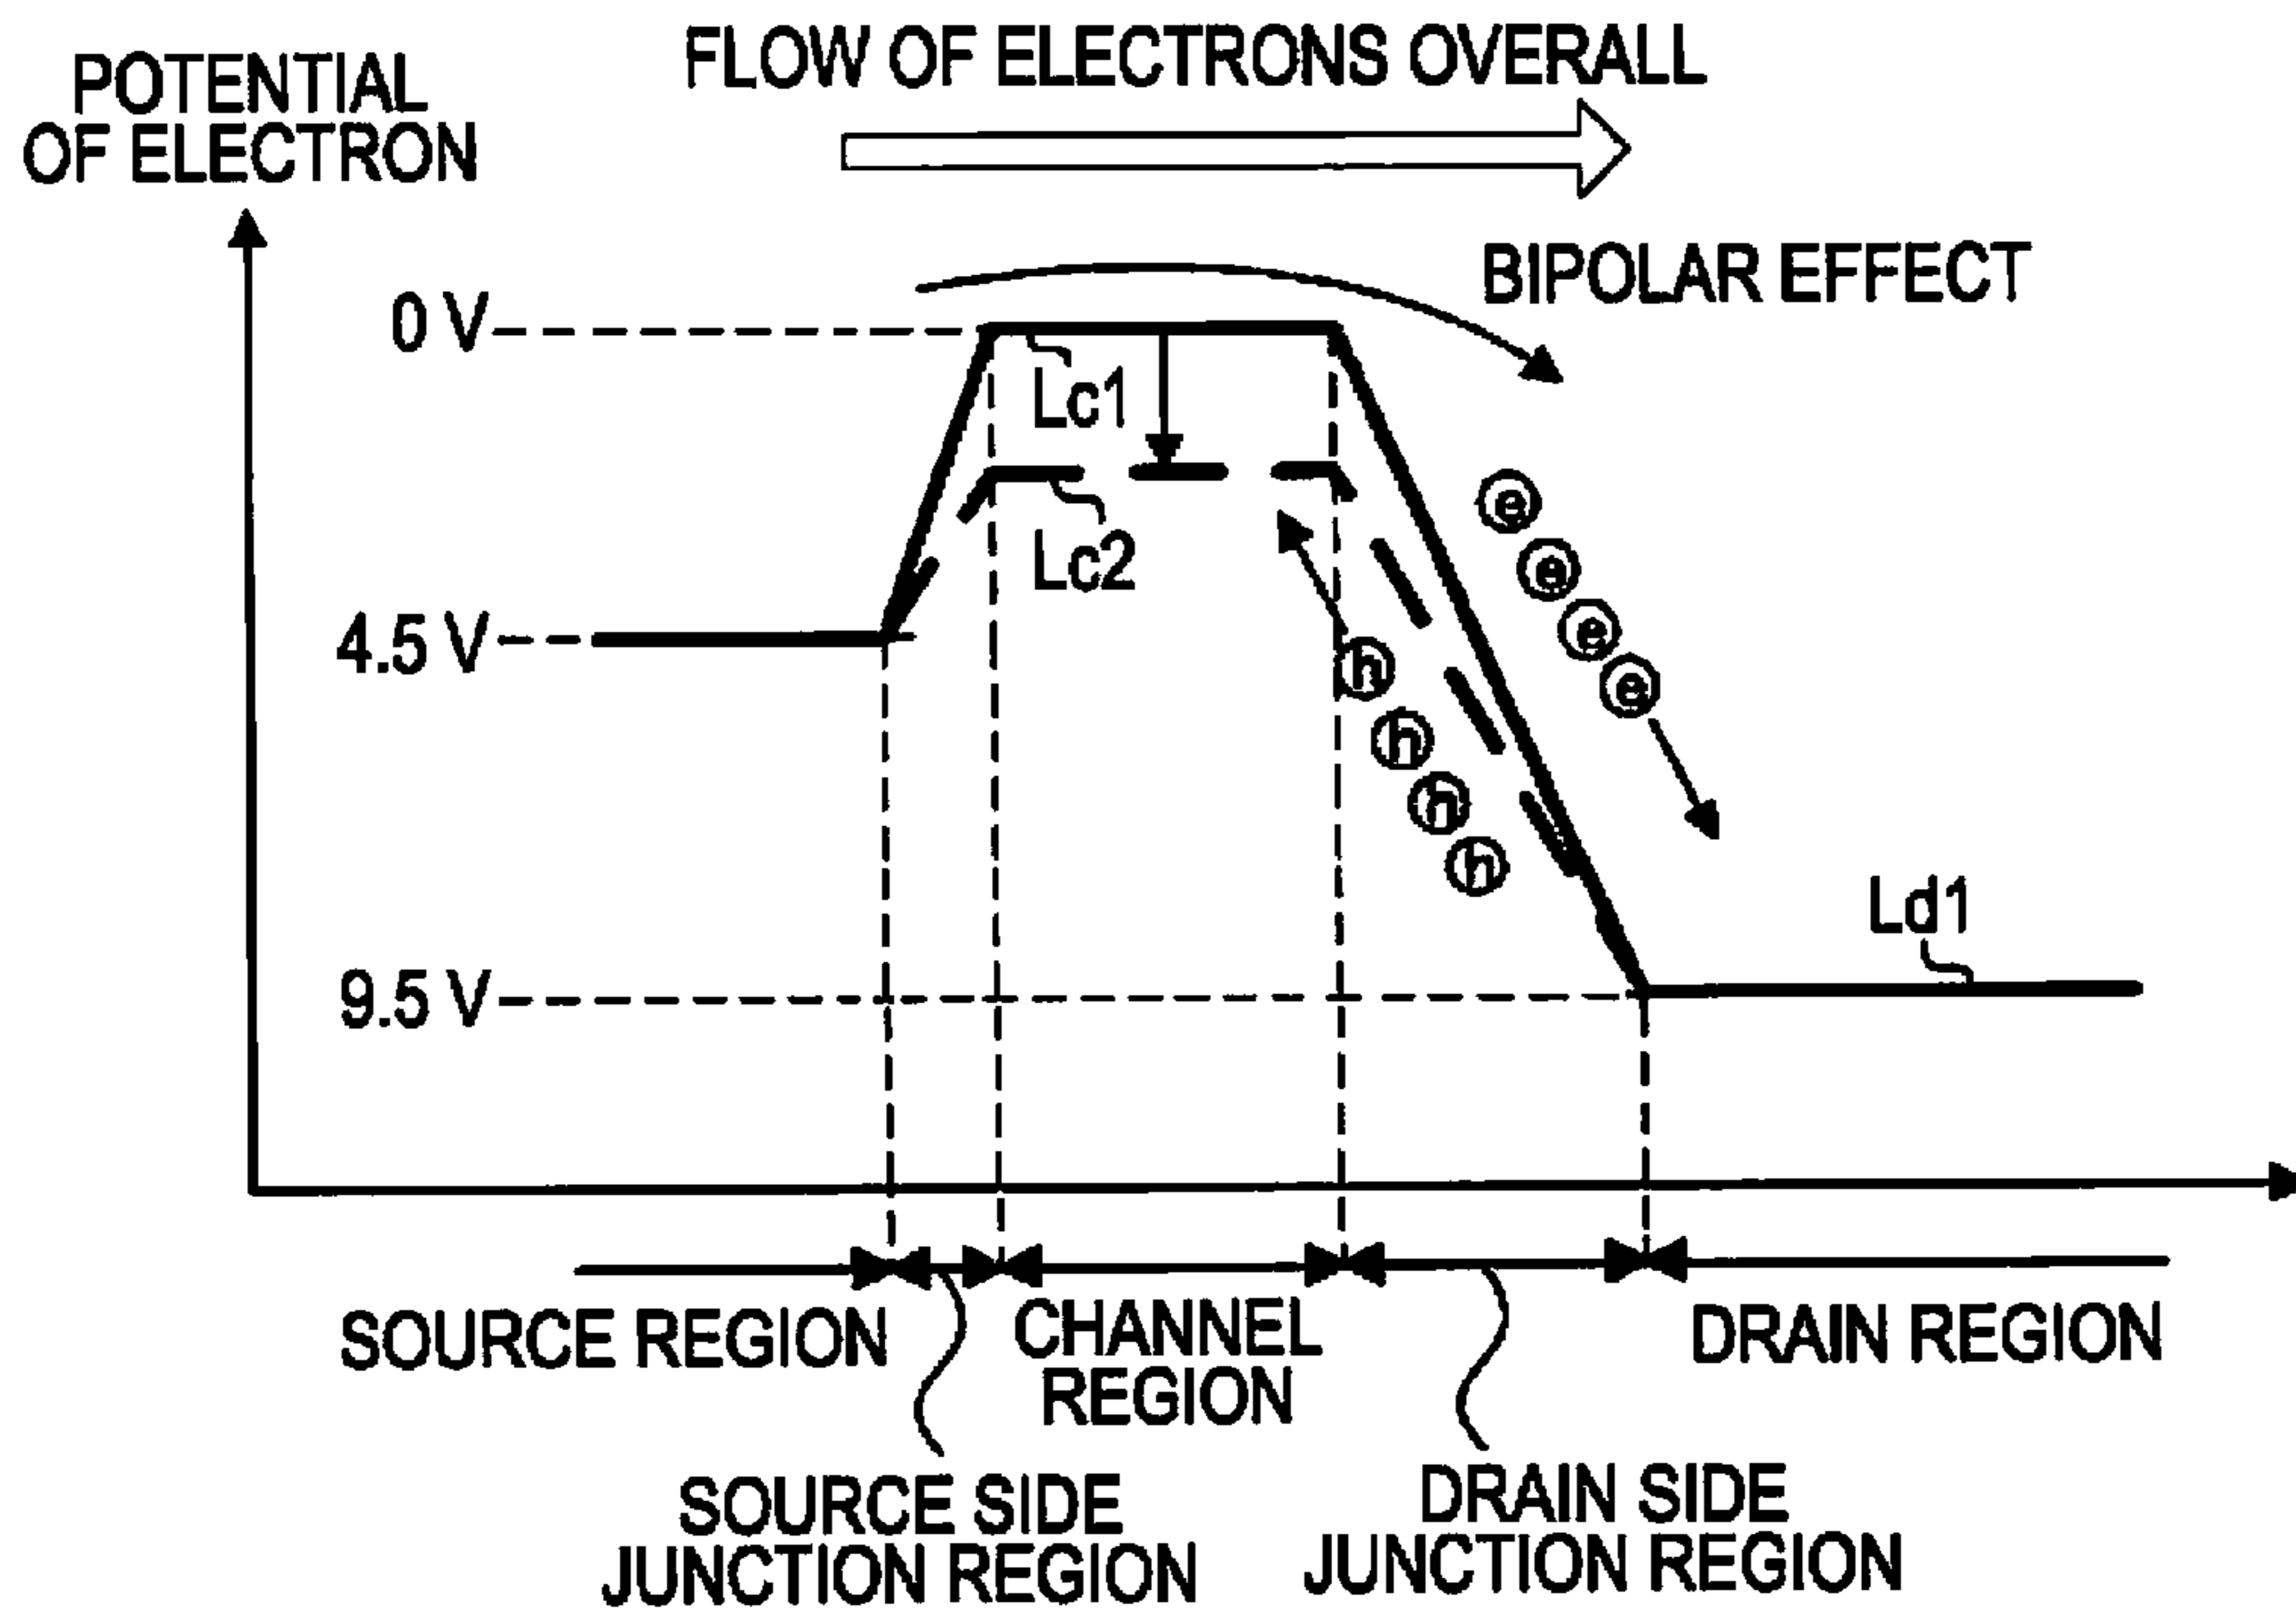 POTENTIAL
OF ELECTRON
FLOW OF ELECTRONS OVERALL
BIPOLAR EFFECT
0 V
Lc1
Lc2
4.5 V
e
e
e
e
h
h
h
h
Ld1
9.5 V
SOURCE REGION
CHANNEL
REGION
DRAIN REGION
SOURCE SIDE
JUNCTION REGION
DRAIN SIDE
JUNCTION REGION